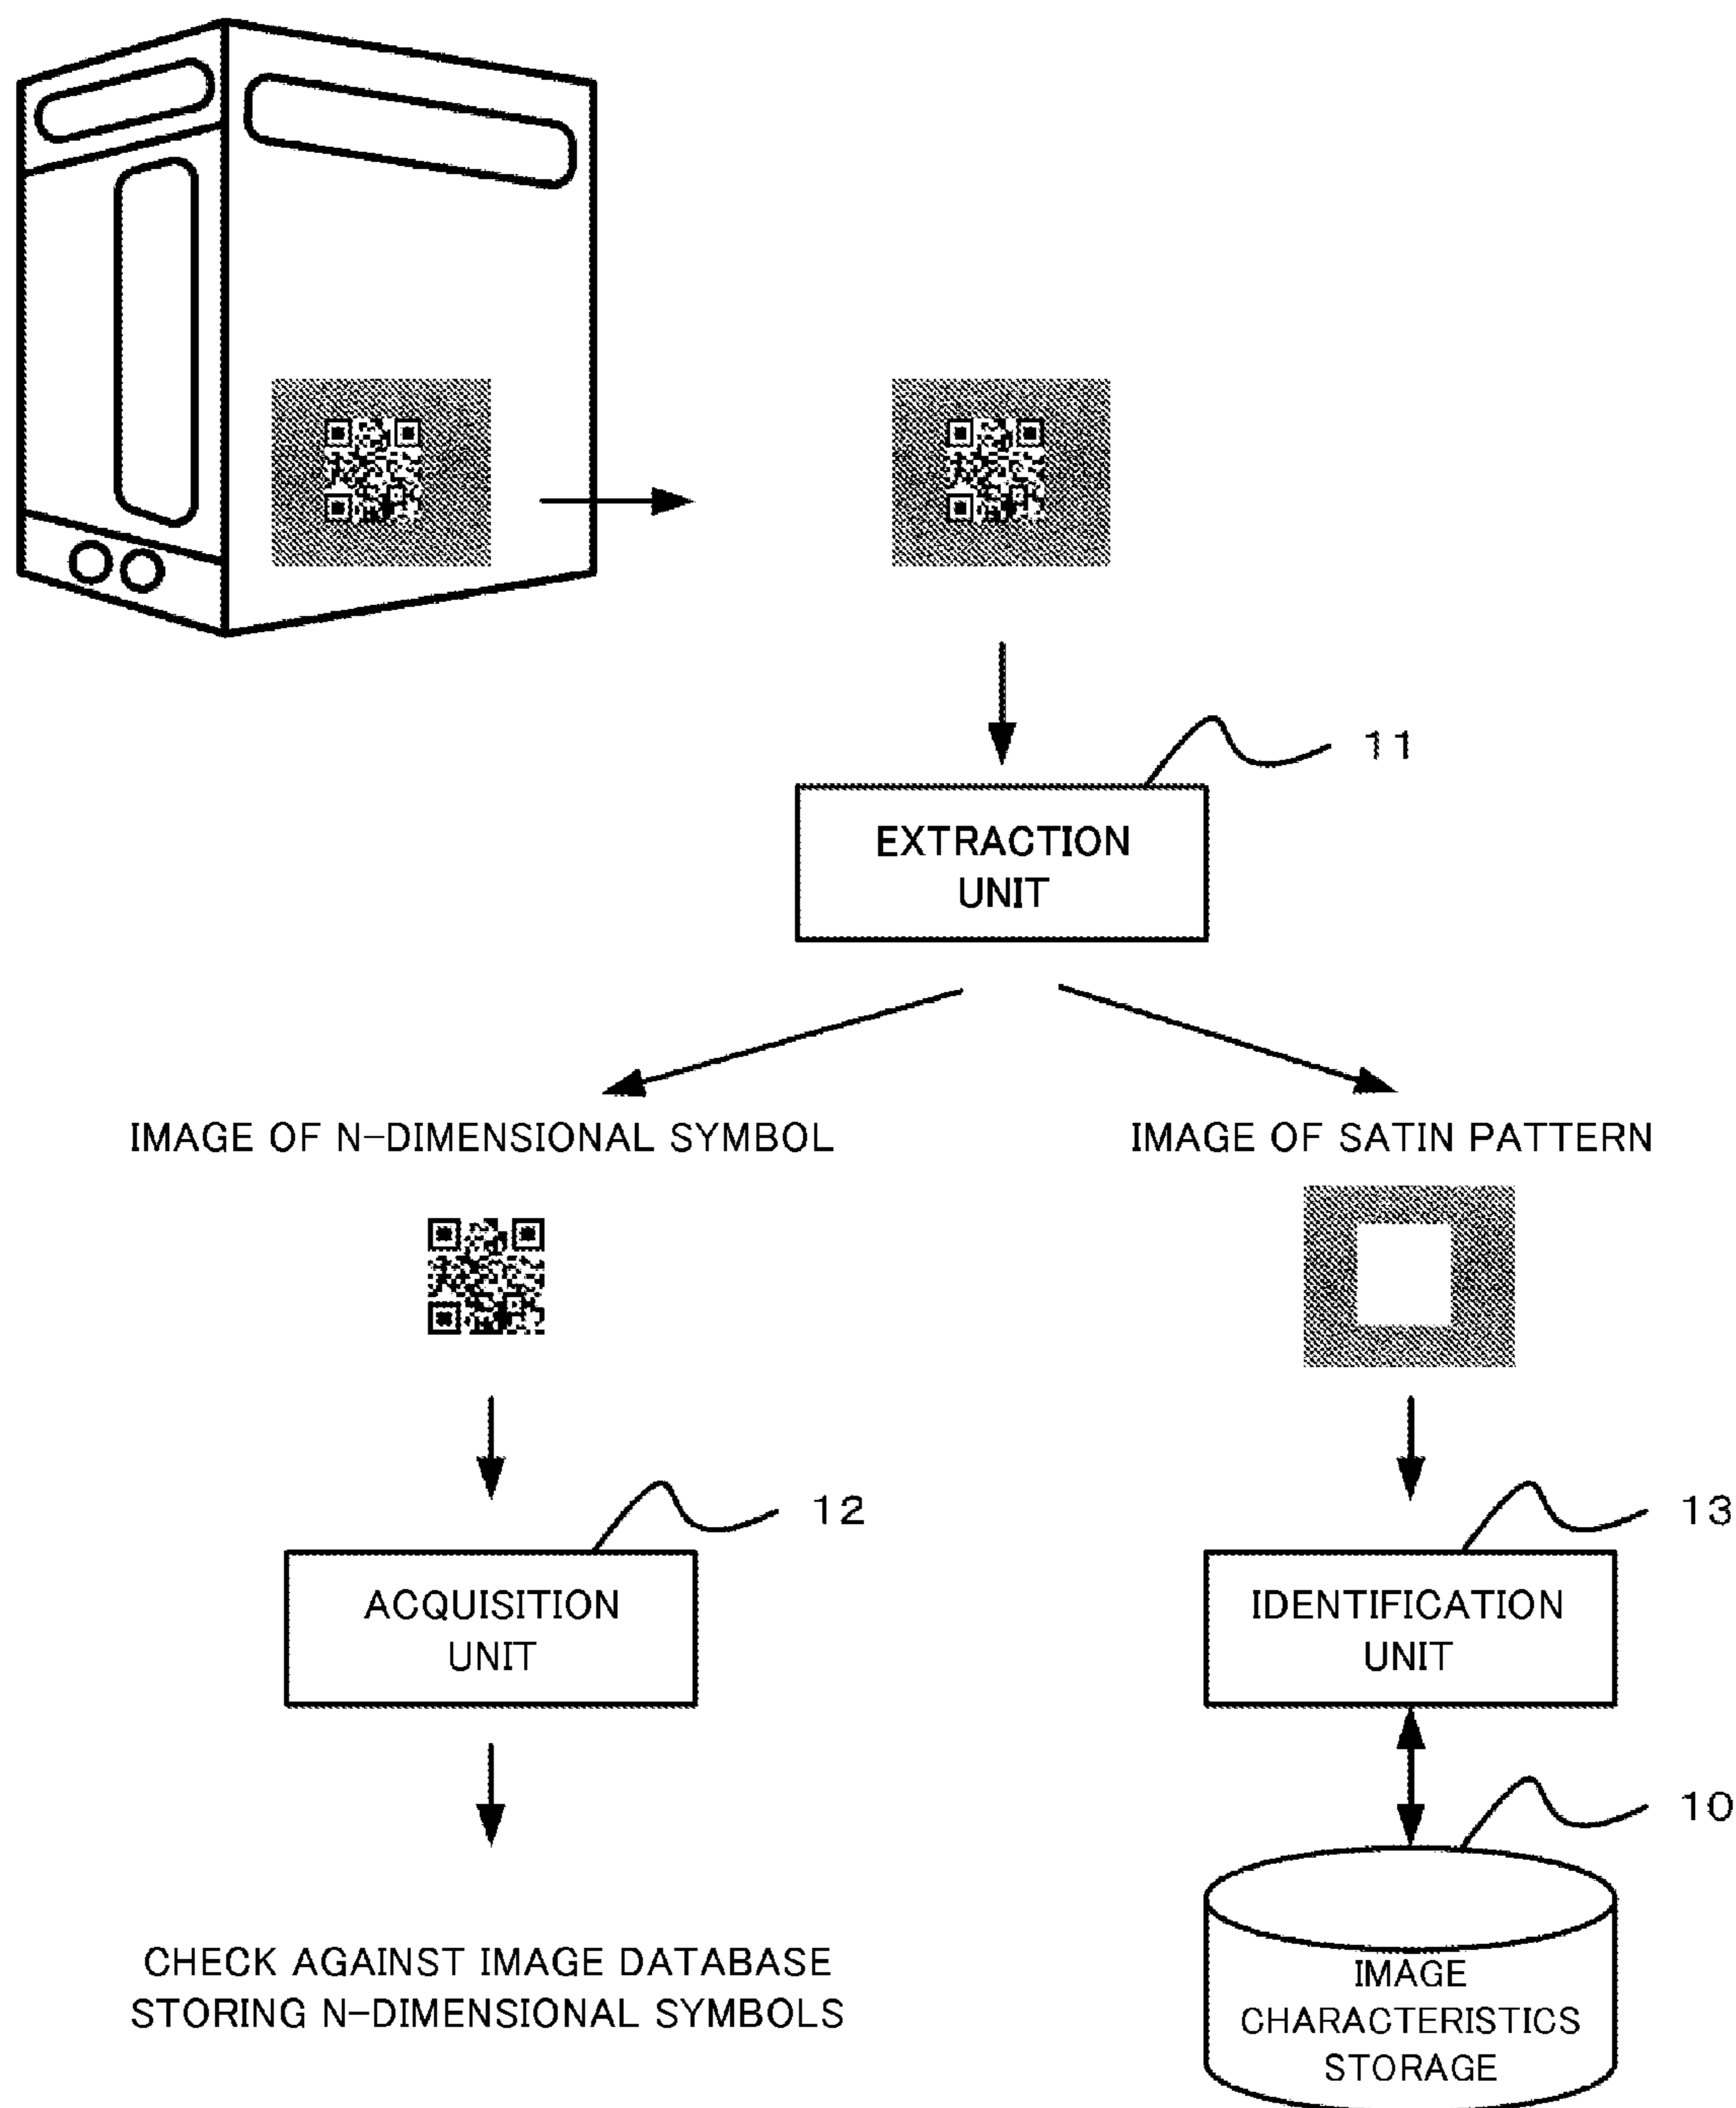 11
EXTRACTION
UNIT
IMAGE OF N-DIMENSIONAL SYMBOL
IMAGE OF SATIN PATTERN
12
13
ACQUISITION
UNIT
IDENTIFICATION
UNIT
10
CHECK AGAINST IMAGE DATABASE
STORING N-DIMENSIONAL SYMBOLS
IMAGE
CHARACTERISTICS
STORAGE